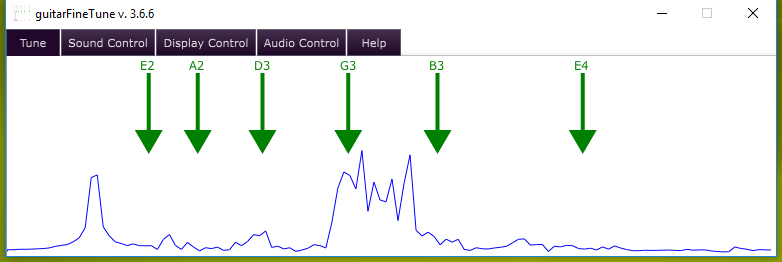 guitarFineTune v. 3.6.6
Tune Sound Control Display Control Audio Control Help
E2 A2 D3 G3 B3 E4